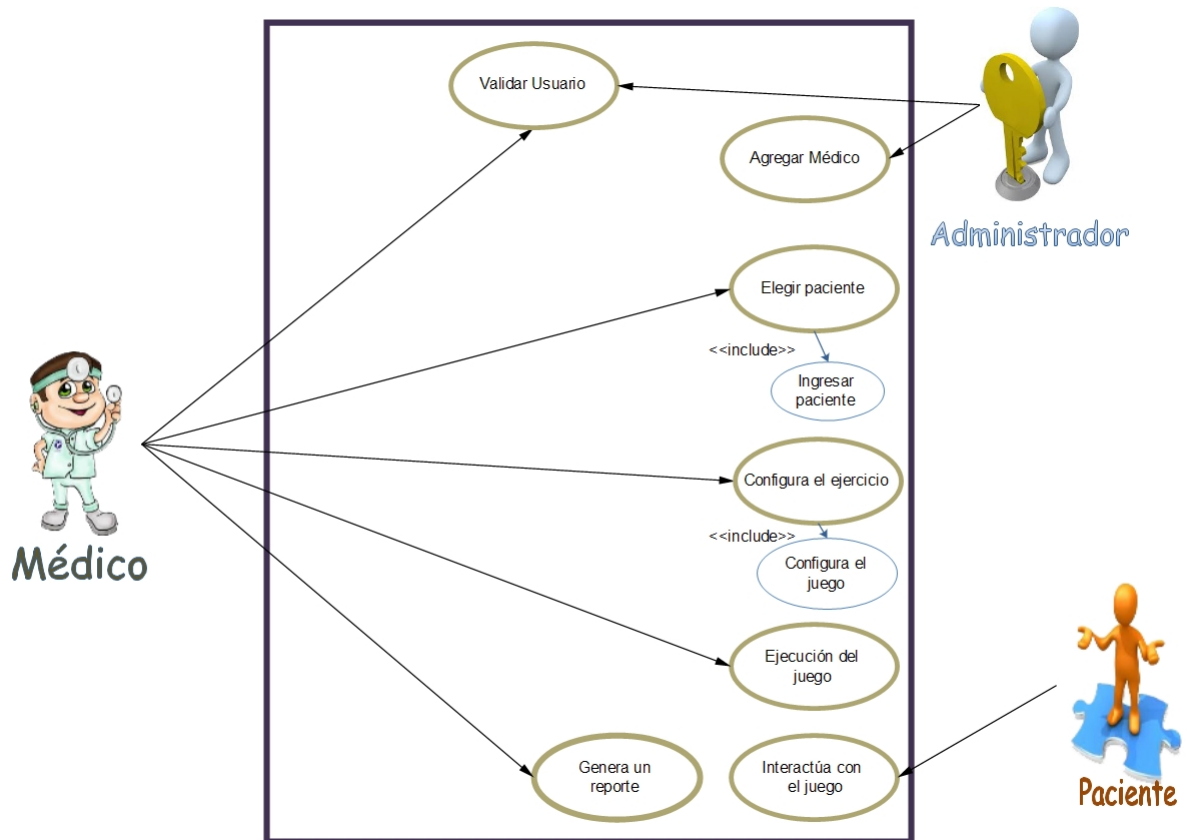 Validar Usuario
Agregar Médico
Administrador
Elegir paciente
<<include>>
Ingresar
paciente
Configura el ejercicio
<<include>>
Configura el
juego
Médico
Ejecución del
juego
Genera un
reporte
Interactúa con
el juego
Paciente